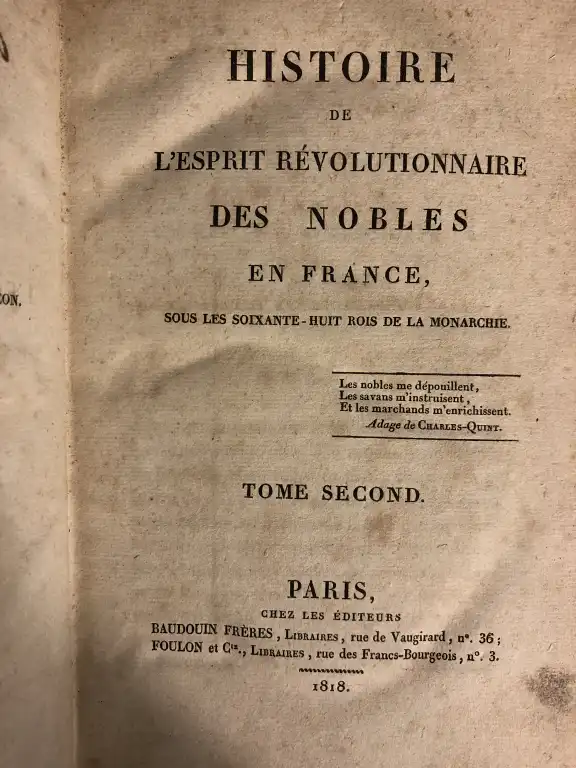 HISTOIRE
DE
L'ESPRIT RÉVOLUTIONNAIRE
DES NOBLES
EN FRANCE,
SOUS LES SOIXANTE-HUIT ROIS DE LA MONARCHIE.
Les nobles me dépouillent,
Les savans m'instruisent,
Et les marchands m'enrichissent.
Adage de CHARLES-QUINT.
TOME SECOND.
PARIS,
CHEZ LES ÉDITEURS
BAUDOUIN FRÈRES, LIBRAIRES, rue de Vaugirard, n°. 36;
FOULON et Cie., LIBRAIRES, rue des Francs-Bourgeois, n°. 3.
1818.